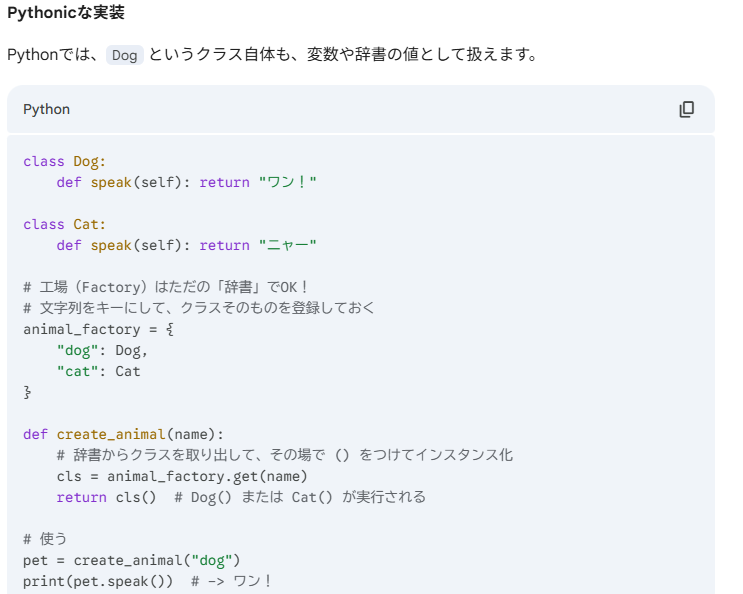 Pythonicな実装
Pythonでは、 Dog というクラス自体も、変数や辞書の値として扱えます。
Python
class Dog:
    def speak(self): return "ワン！"

class Cat:
    def speak(self): return "ニャー"

# 工場（Factory）はただの「辞書」でOK！
# 文字列をキーにして、クラスそのものを登録しておく
animal_factory = {
    "dog": Dog,
    "cat": Cat
}

def create_animal(name):
    # 辞書からクラスを取り出して、その場で () をつけてインスタンス化
    cls = animal_factory.get(name)
    return cls()  # Dog() または Cat() が実行される

# 使う
pet = create_animal("dog")
print(pet.speak())  # -> ワン！